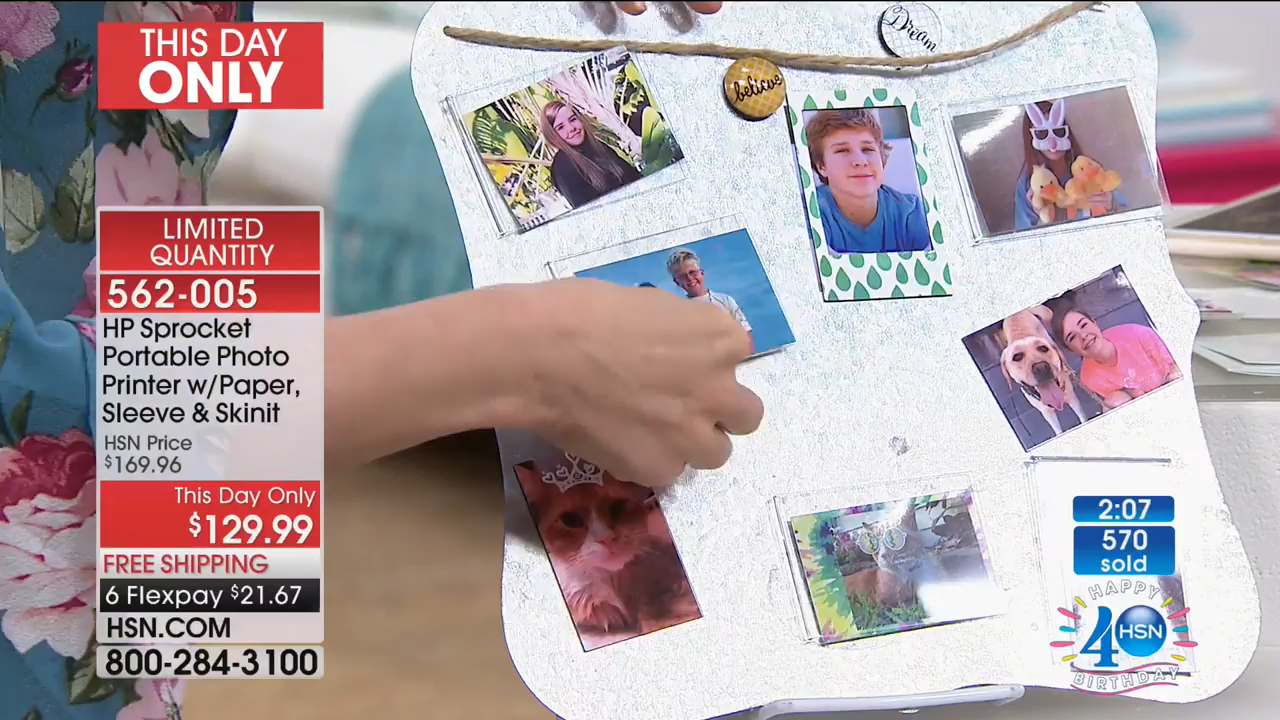 THIS DAY
ONLY
LIMITED
QUANTITY
562-005
HP Sprocket
Portable Photo
Printer w/Paper,
Sleeve & Skinit
HSN Price
$169.96
This Day Only
$129.99
FREE SHIPPING
6 Flexpay $21.67
HSN.COM
800-284-3100
Dream
believe
2:07
570
sold
HAPPY
40
HSN
BIRTHDAY